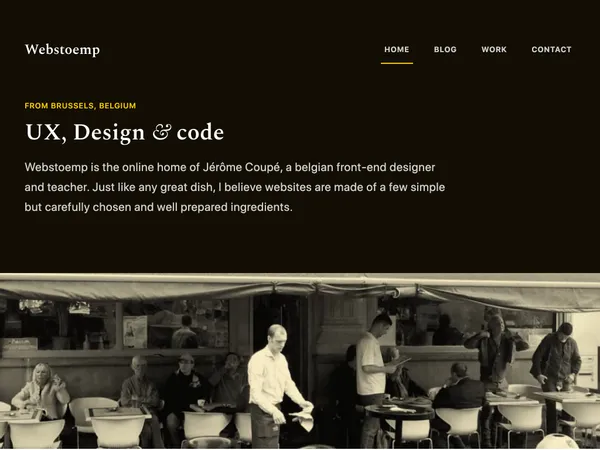 Webstoemp
HOME BLOG WORK CONTACT
FROM BRUSSELS, BELGIUM
UX, Design & code
Webstoemp is the online home of Jérôme Coupé, a belgian front-end designer
and teacher. Just like any great dish, I believe websites are made of a few simple
but carefully chosen and well prepared ingredients.